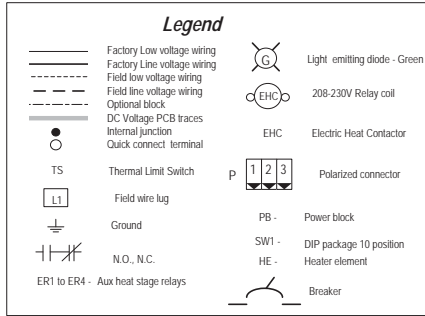 Legend
Factory Low voltage wiring
Factory Line voltage wiring
Field low voltage wiring
Field line voltage wiring
Optional block
DC Voltage PCB traces
Internal junction
Quick connect terminal
TS Thermal Limit Switch
L1 Field wire lug
Ground
N.O., N.C.
ER1 to ER4 - Aux heat stage relays
G Light emitting diode - Green
EHC 208-230V Relay coil
EHC Electric Heat Contactor
P 1 2 3 Polarized connector
PB - Power block
SW1 - DIP package 10 position
HE - Heater element
Breaker